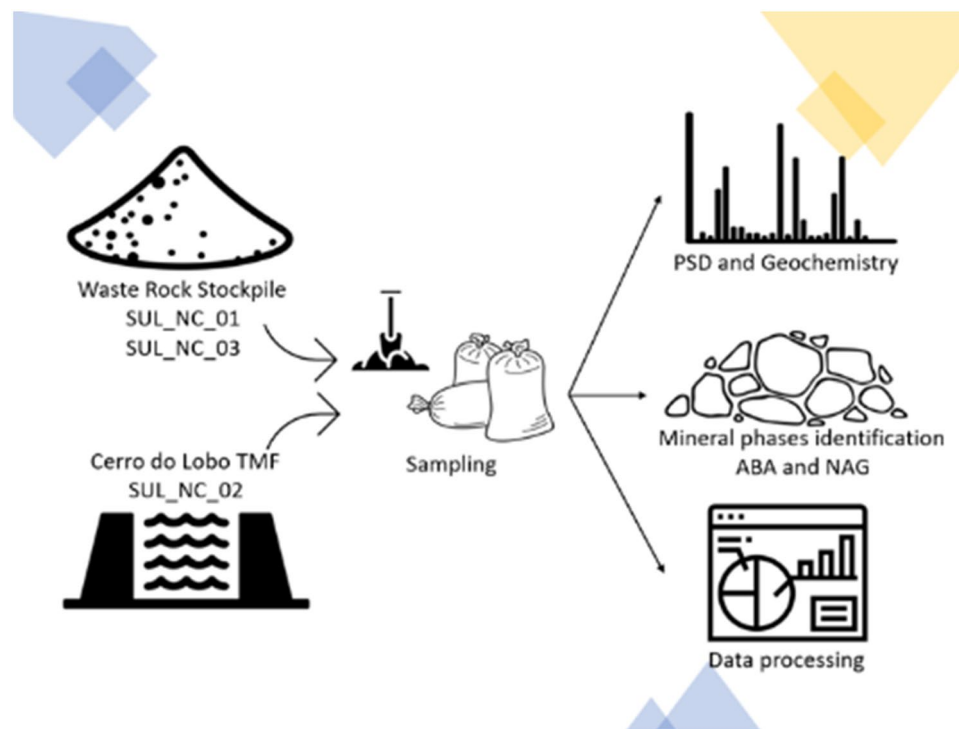 Waste Rock Stockpile
SUL_NC_01
SUL_NC_03
Cerro do Lobo TMF
SUL_NC_02
Sampling
PSD and Geochemistry
Mineral phases identification
ABA and NAG
Data processing